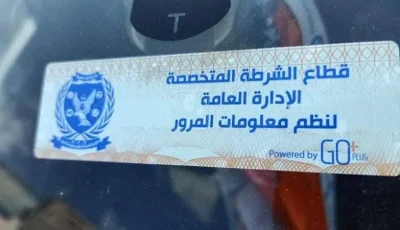 T
قطاع الشرطة المتخصصة
الإدارة العامة
لنظم معلومات المرور
Powered by GO+ PLUS